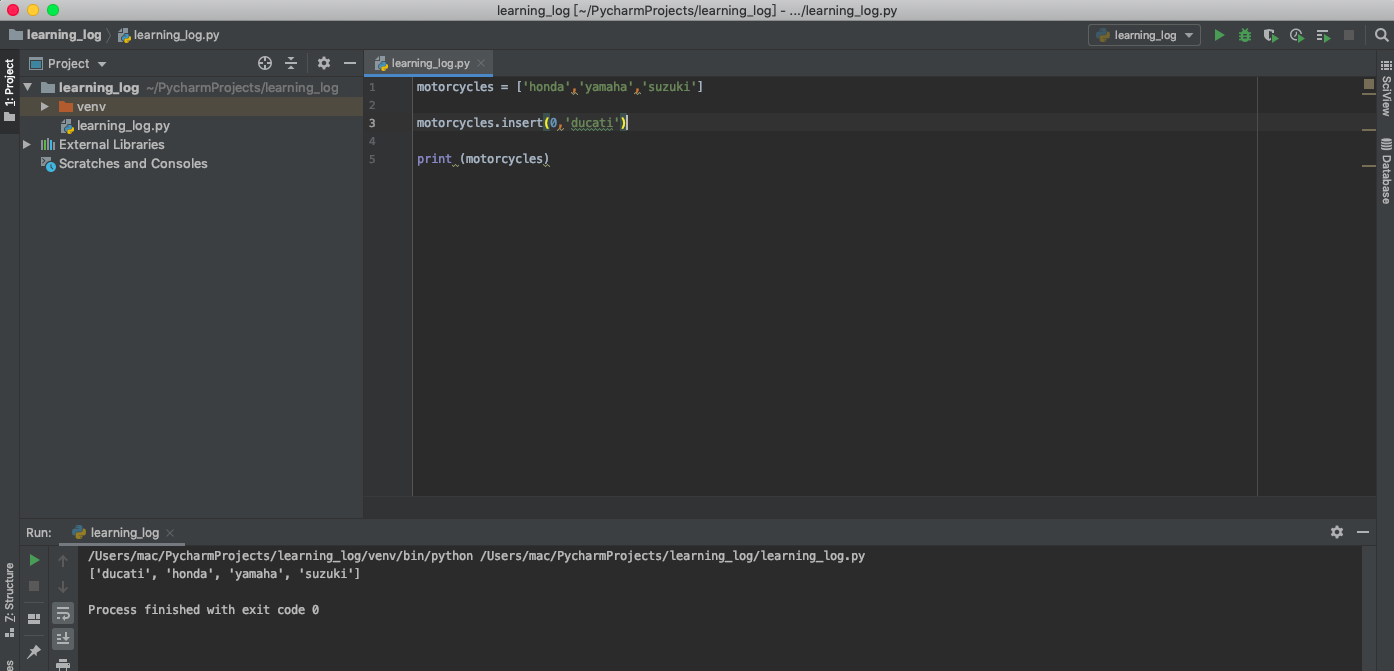 learning_log [~/PycharmProjects/learning_log] - .../learning_log.py
learning_log
learning_log.py
learning_log
1: Project
Project
learning_log ~/PycharmProjects/learning_log
venv
learning_log.py
External Libraries
Scratches and Consoles
learning_log.py
1 motorcycles = ['honda','yamaha','suzuki']
2
3 motorcycles.insert(0,'ducati')
4
5 print (motorcycles)
SciView
Database
Run:
learning_log
/Users/mac/PycharmProjects/learning_log/venv/bin/python /Users/mac/PycharmProjects/learning_log/learning_log.py
['ducati', 'honda', 'yamaha', 'suzuki']
Process finished with exit code 0
Z: Structure